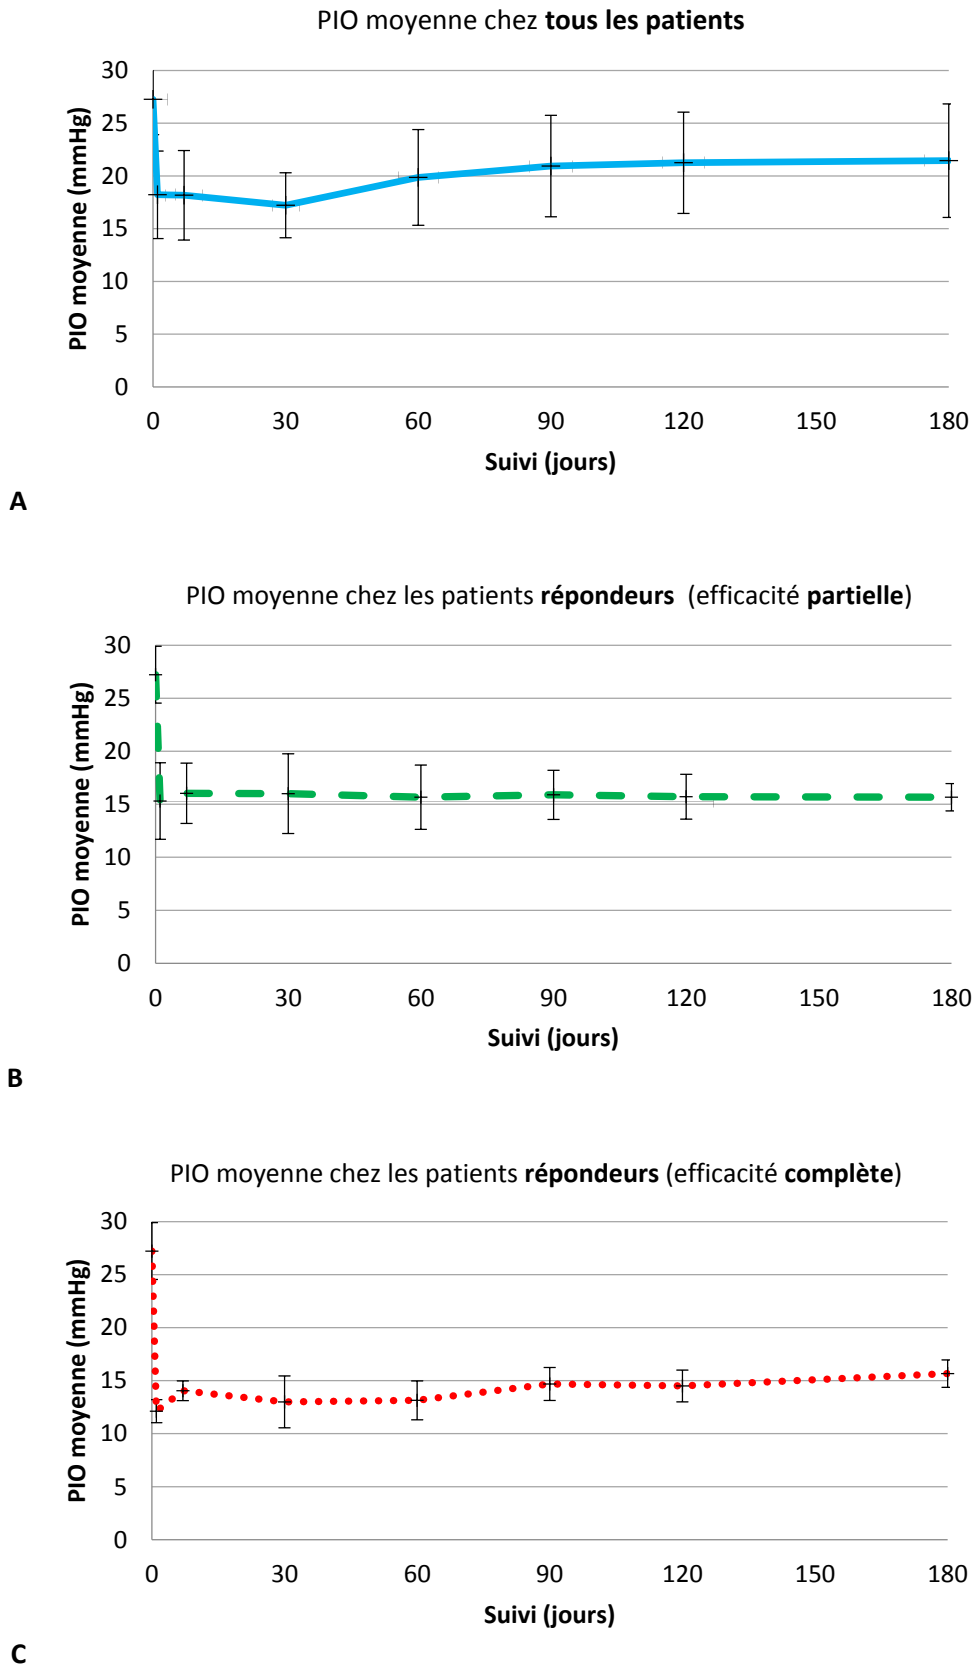 PIO moyenne chez tous les patients
PIO moyenne (mmHg)
30
25
20
15
10
5
0
0 30 60 90 120 150 180
Suivi (jours)
A
PIO moyenne chez les patients répondeurs (efficacité partielle)
PIO moyenne (mmHg)
30
25
20
15
10
5
0
0 30 60 90 120 150 180
Suivi (jours)
B
PIO moyenne chez les patients répondeurs (efficacité complète)
PIO moyenne (mmHg)
30
25
20
15
10
5
0
0 30 60 90 120 150 180
Suivi (jours)
C